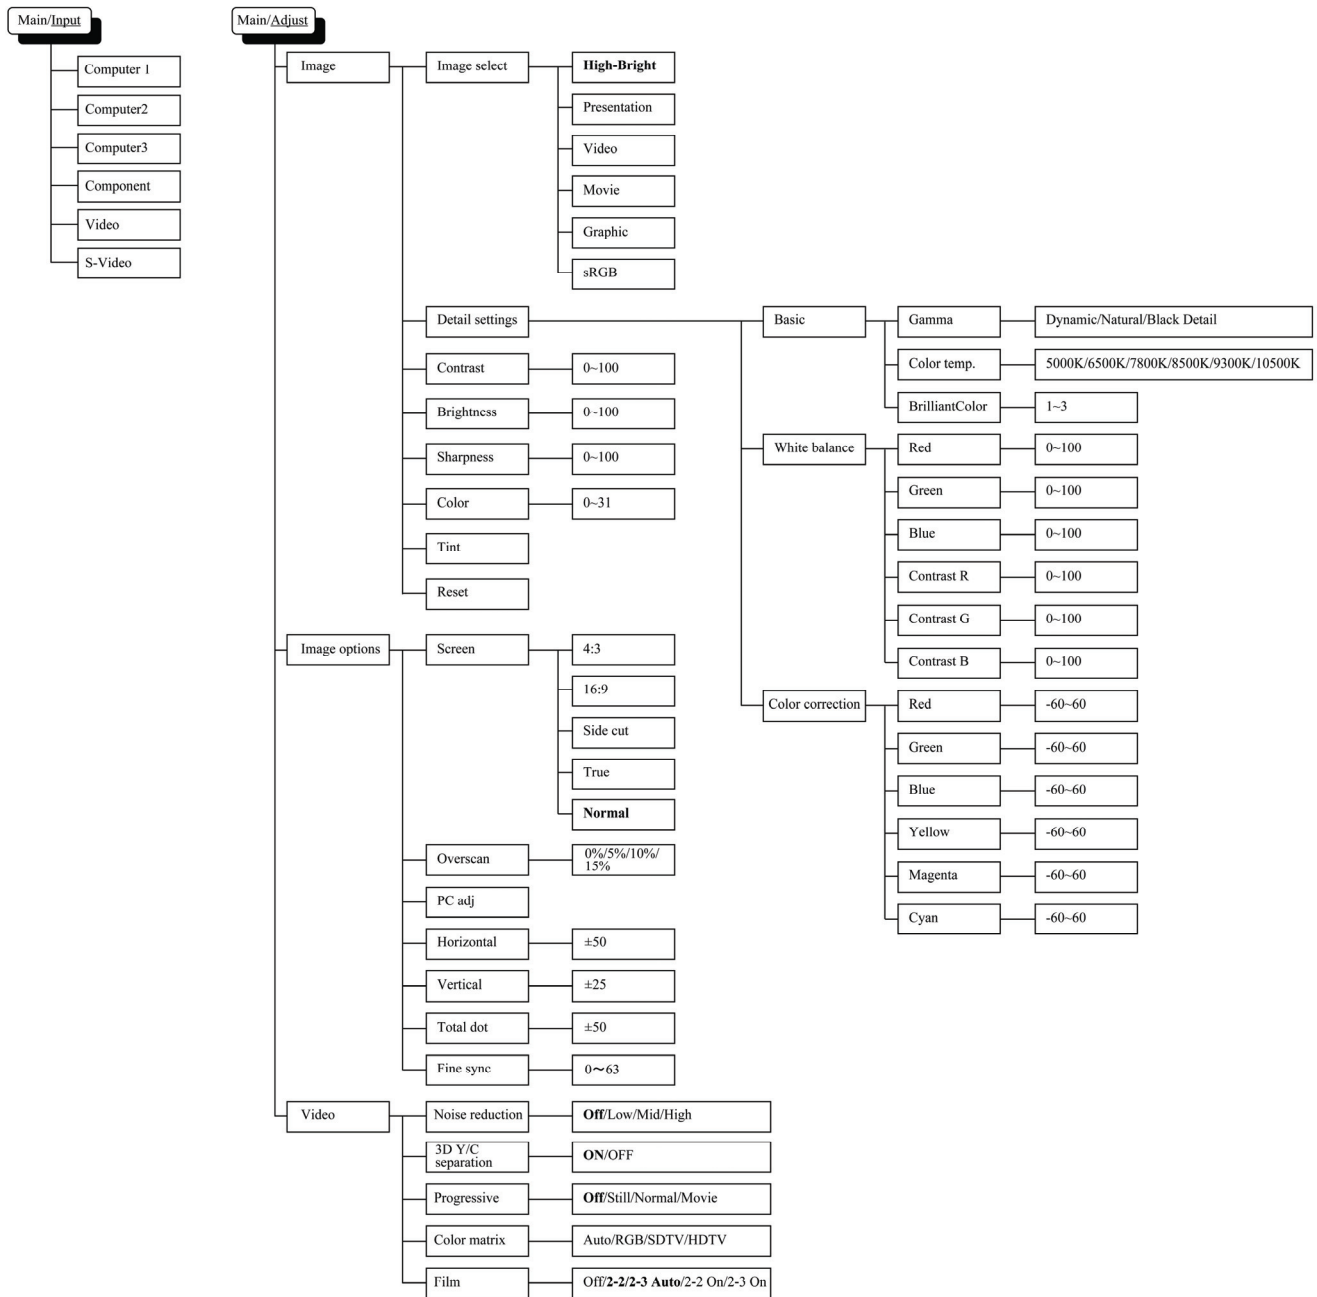 Main/Input
Computer 1
Computer2
Computer3
Component
Video
S-Video
Main/Adjust
Image
Image select
High-Bright
Presentation
Video
Movie
Graphic
sRGB
Detail settings
Basic
Gamma
Dynamic/Natural/Black Detail
Color temp.
5000K/6500K/7800K/8500K/9300K/10500K
BrilliantColor
1~3
White balance
Red
0~100
Green
0~100
Blue
0~100
Contrast R
0~100
Contrast G
0~100
Contrast B
0~100
Color correction
Red
-60~60
Green
-60~60
Blue
-60~60
Yellow
-60~60
Magenta
-60~60
Cyan
-60~60
Contrast
0~100
Brightness
0~100
Sharpness
0~100
Color
0~31
Tint
Reset
Image options
Screen
4:3
16:9
Side cut
True
Normal
Overscan
0%/5%/10%/
15%
PC adj
Horizontal
±50
Vertical
±25
Total dot
±50
Fine sync
0～63
Video
Noise reduction
Off/Low/Mid/High
3D Y/C
separation
ON/OFF
Progressive
Off/Still/Normal/Movie
Color matrix
Auto/RGB/SDTV/HDTV
Film
Off/2-2/2-3 Auto/2-2 On/2-3 On